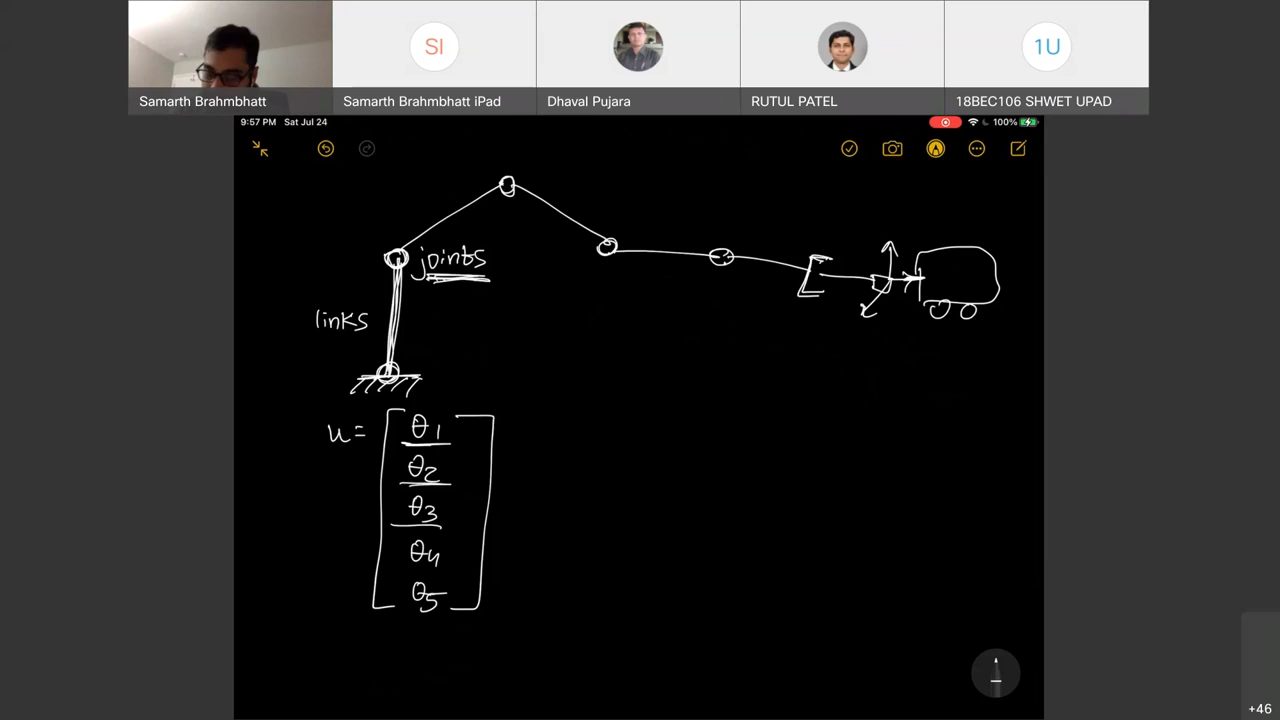 SI
1U
Samarth Brahmbhatt
Samarth Brahmbhatt iPad
Dhaval Pujara
RUTUL PATEL
18BEC106 SHWET UPAD
9:57 PM Sat Jul 24
100%
joints
links
u =
θ1
θ2
θ3
θ4
θ5
+46